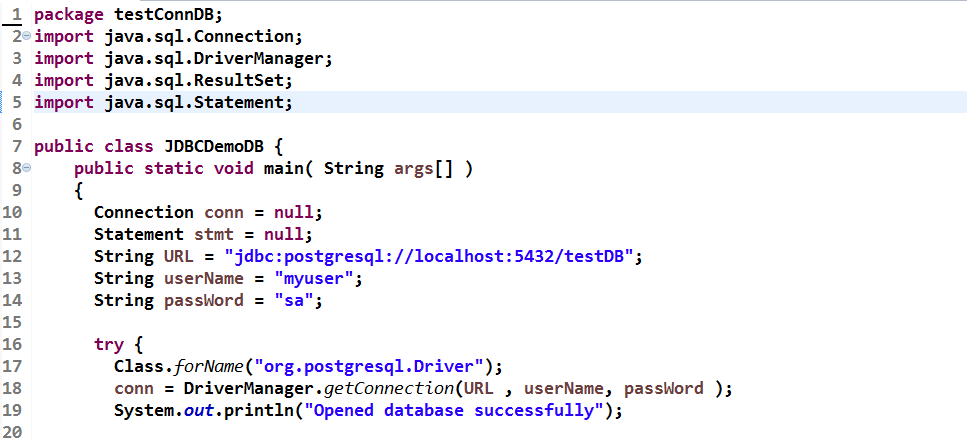 1 package testConnDB;
2 import java.sql.Connection;
3 import java.sql.DriverManager;
4 import java.sql.ResultSet;
5 import java.sql.Statement;
6
7 public class JDBCDemoDB {
8     public static void main( String args[] )
9     {
10       Connection conn = null;
11       Statement stmt = null;
12       String URL = "jdbc:postgresql://localhost:5432/testDB";
13       String userName = "myuser";
14       String passWord = "sa";
15
16       try {
17         Class.forName("org.postgresql.Driver");
18         conn = DriverManager.getConnection(URL , userName, passWord );
19         System.out.println("Opened database successfully");
20